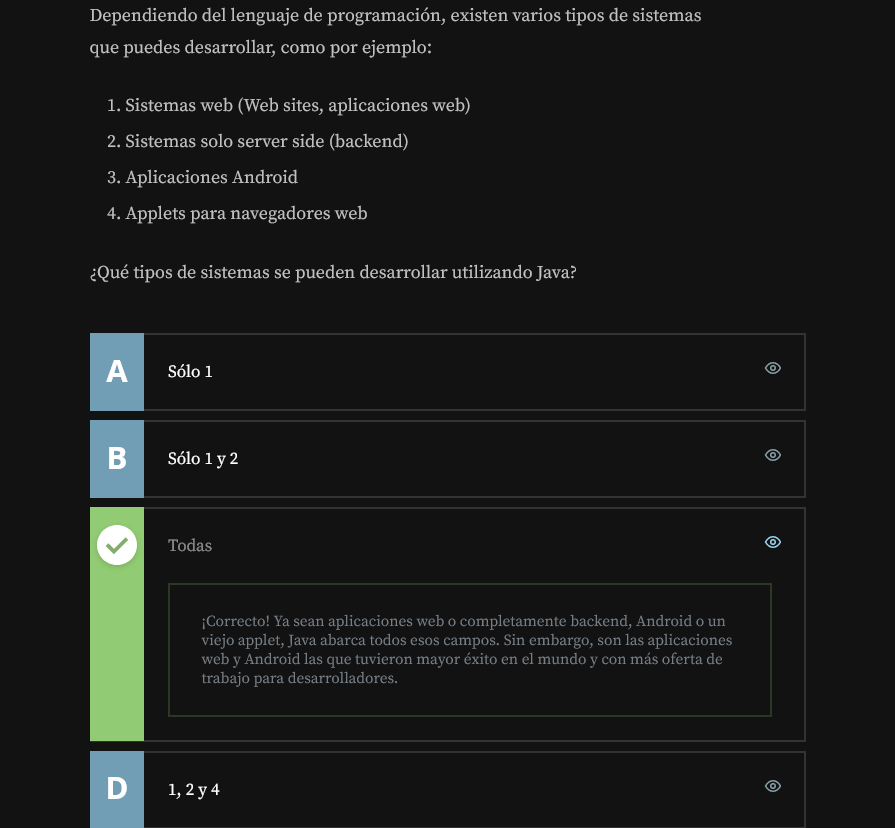 Dependiendo del lenguaje de programación, existen varios tipos de sistemas
que puedes desarrollar, como por ejemplo:
1. Sistemas web (Web sites, aplicaciones web)
2. Sistemas solo server side (backend)
3. Aplicaciones Android
4. Applets para navegadores web
¿Qué tipos de sistemas se pueden desarrollar utilizando Java?
A Sólo 1
B Sólo 1 y 2
Todas
¡Correcto! Ya sean aplicaciones web o completamente backend, Android o un
viejo applet, Java abarca todos esos campos. Sin embargo, son las aplicaciones
web y Android las que tuvieron mayor éxito en el mundo y con más oferta de
trabajo para desarrolladores.
D 1, 2 y 4